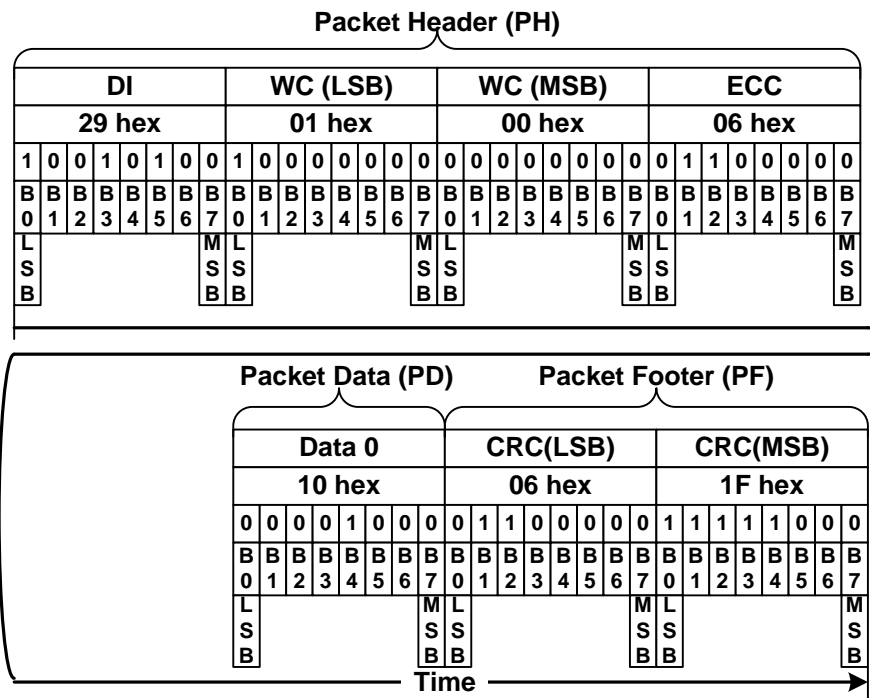 Packet Header (PH)
DI WC (LSB) WC (MSB) ECC
29 hex 01 hex 00 hex 06 hex
1 0 0 1 0 1 0 0 1 0 0 0 0 0 0 0 0 0 0 0 0 0 0 0 0 1 1 0 0 0 0 0
B0 B1 B2 B3 B4 B5 B6 B7 B0 B1 B2 B3 B4 B5 B6 B7 B0 B1 B2 B3 B4 B5 B6 B7 B0 B1 B2 B3 B4 B5 B6 B7
LSB MSB LSB MSB LSB MSB LSB MSB
Packet Data (PD) Packet Footer (PF)
Data 0 CRC(LSB) CRC(MSB)
10 hex 06 hex 1F hex
0 0 0 0 1 0 0 0 0 1 1 0 0 0 0 0 1 1 1 1 1 0 0 0
B0 B1 B2 B3 B4 B5 B6 B7 B0 B1 B2 B3 B4 B5 B6 B7 B0 B1 B2 B3 B4 B5 B6 B7
LSB MSB LSB MSB LSB MSB
Time